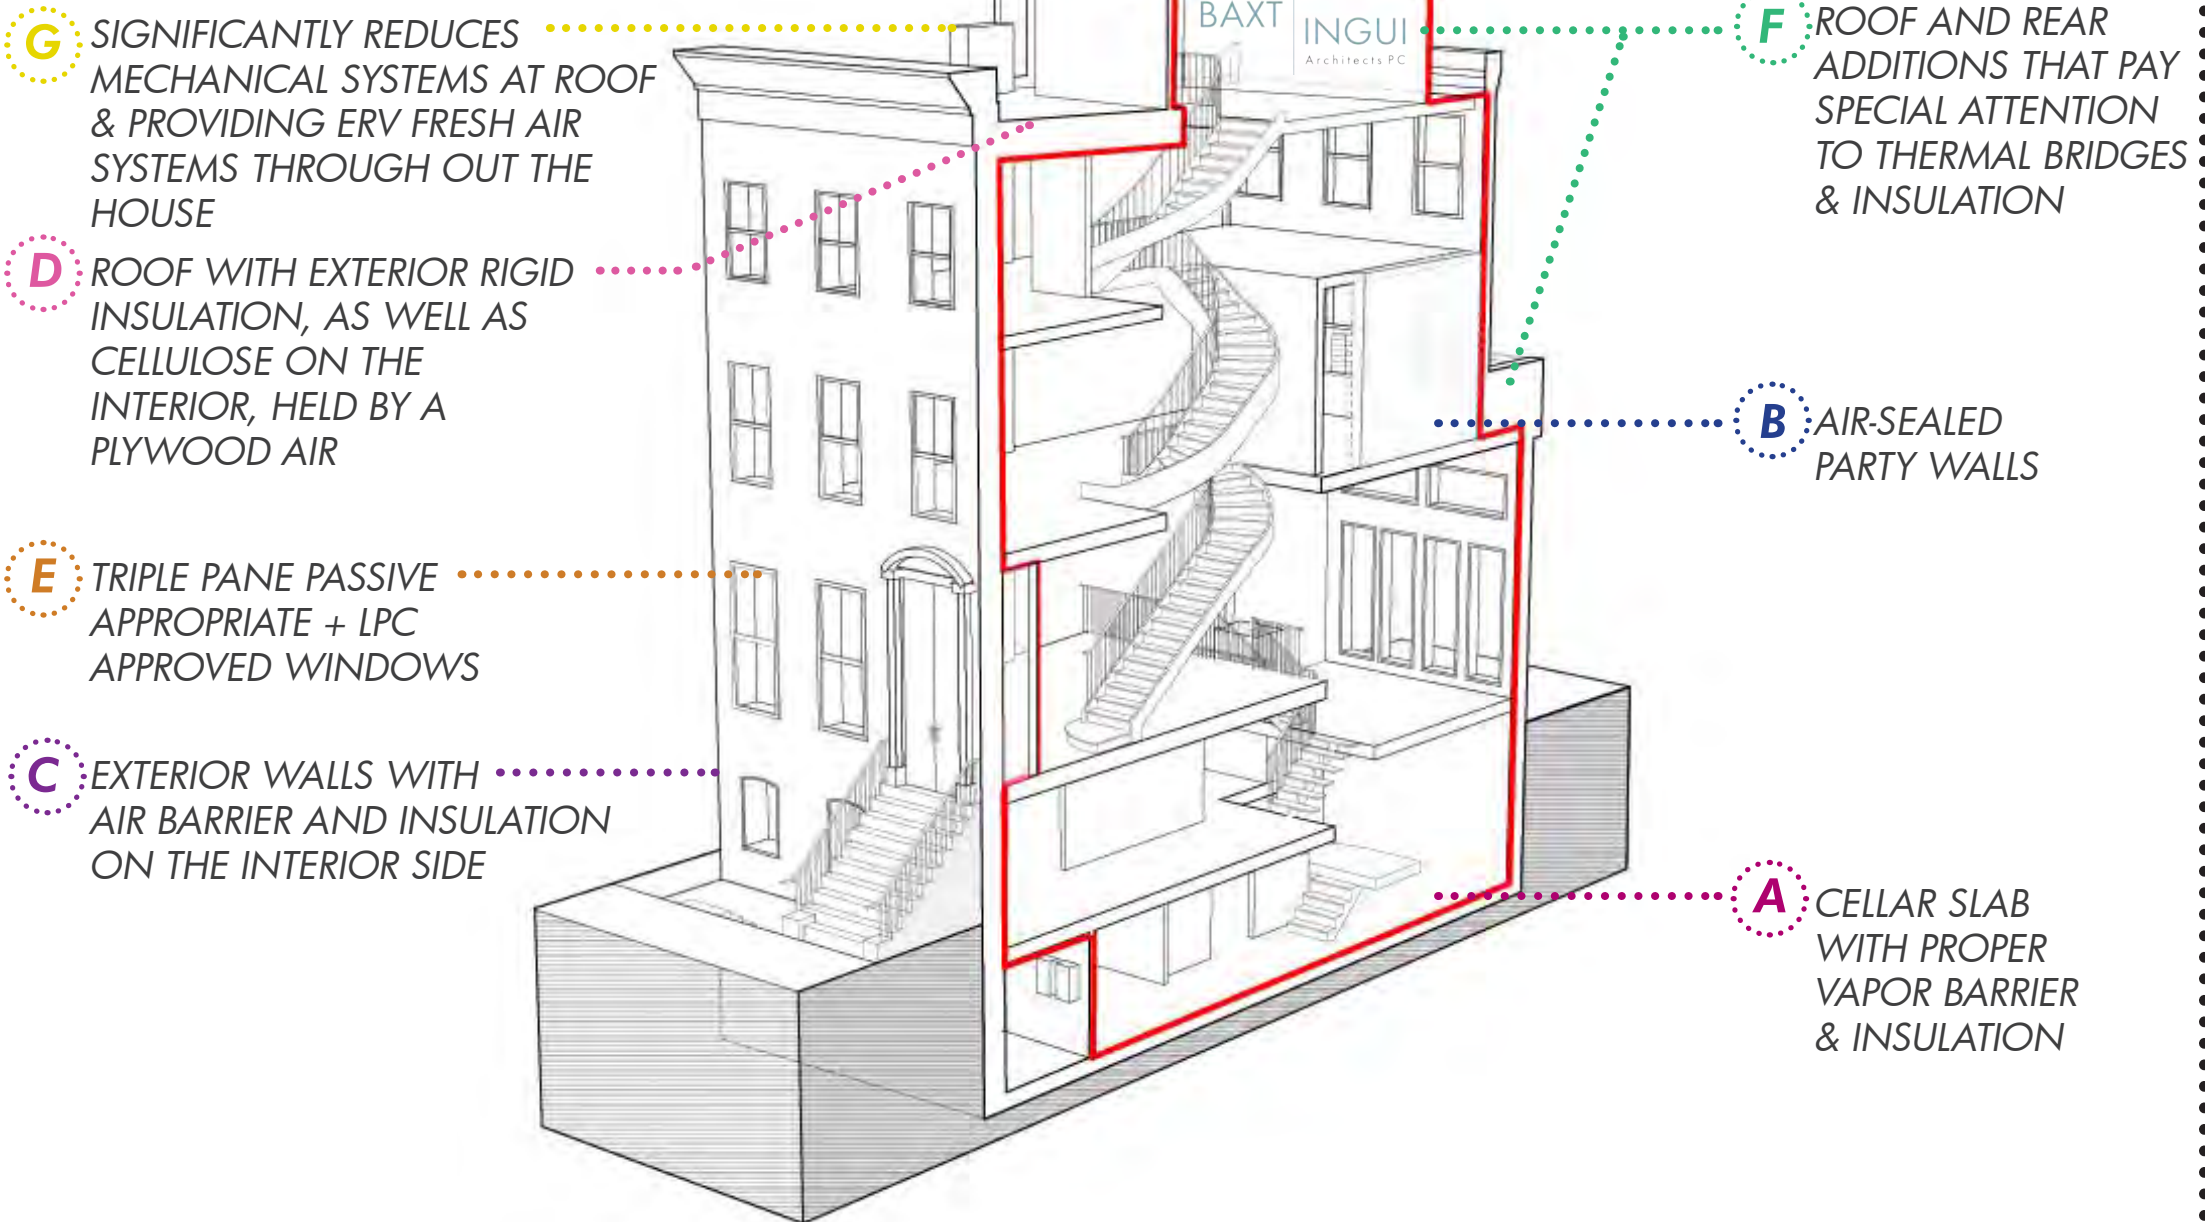 G
SIGNIFICANTLY REDUCES
MECHANICAL SYSTEMS AT ROOF
& PROVIDING ERV FRESH AIR
SYSTEMS THROUGH OUT THE
HOUSE
D
ROOF WITH EXTERIOR RIGID
INSULATION, AS WELL AS
CELLULOSE ON THE
INTERIOR, HELD BY A
PLYWOOD AIR
E
TRIPLE PANE PASSIVE
APPROPRIATE + LPC
APPROVED WINDOWS
C
EXTERIOR WALLS WITH
AIR BARRIER AND INSULATION
ON THE INTERIOR SIDE
BAXT
INGUI
Architects PC
F
ROOF AND REAR
ADDITIONS THAT PAY
SPECIAL ATTENTION
TO THERMAL BRIDGES
& INSULATION
B
AIR-SEALED
PARTY WALLS
A
CELLAR SLAB
WITH PROPER
VAPOR BARRIER
& INSULATION